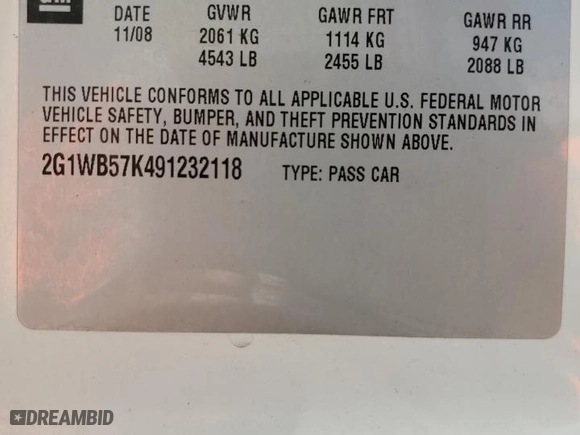 GM
DATE GVWR GAWR FRT GAWR RR
11/08 2061 KG 1114 KG 947 KG
4543 LB 2455 LB 2088 LB
THIS VEHICLE CONFORMS TO ALL APPLICABLE U.S. FEDERAL MOTOR
VEHICLE SAFETY, BUMPER, AND THEFT PREVENTION STANDARDS IN
EFFECT ON THE DATE OF MANUFACTURE SHOWN ABOVE.
2G1WB57K491232118 TYPE: PASS CAR
DREAMBID